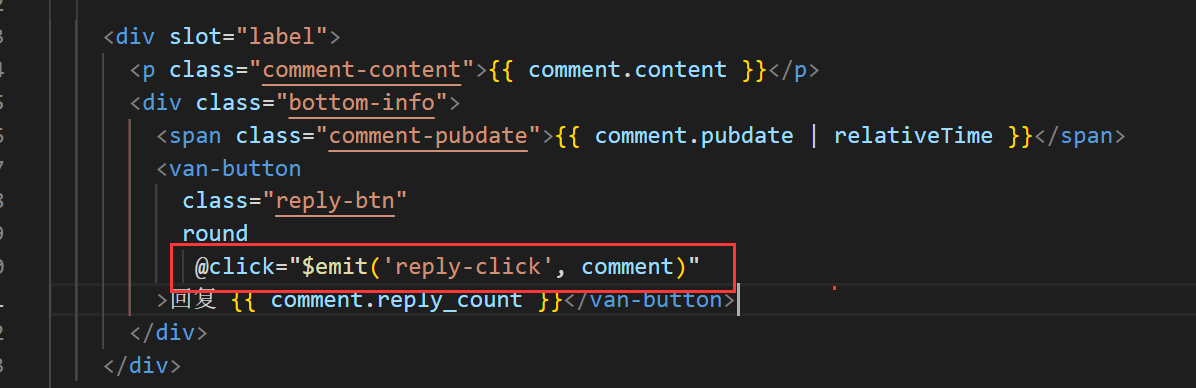 <div slot="label">
<p class="comment-content">{{ comment.content }}</p>
<div class="bottom-info">
<span class="comment-pubdate">{{ comment.pubdate | relativeTime }}</span>
<van-button
class="reply-btn"
round
@click="$emit('reply-click', comment)"
>回复 {{ comment.reply_count }}</van-button>
</div>
</div>